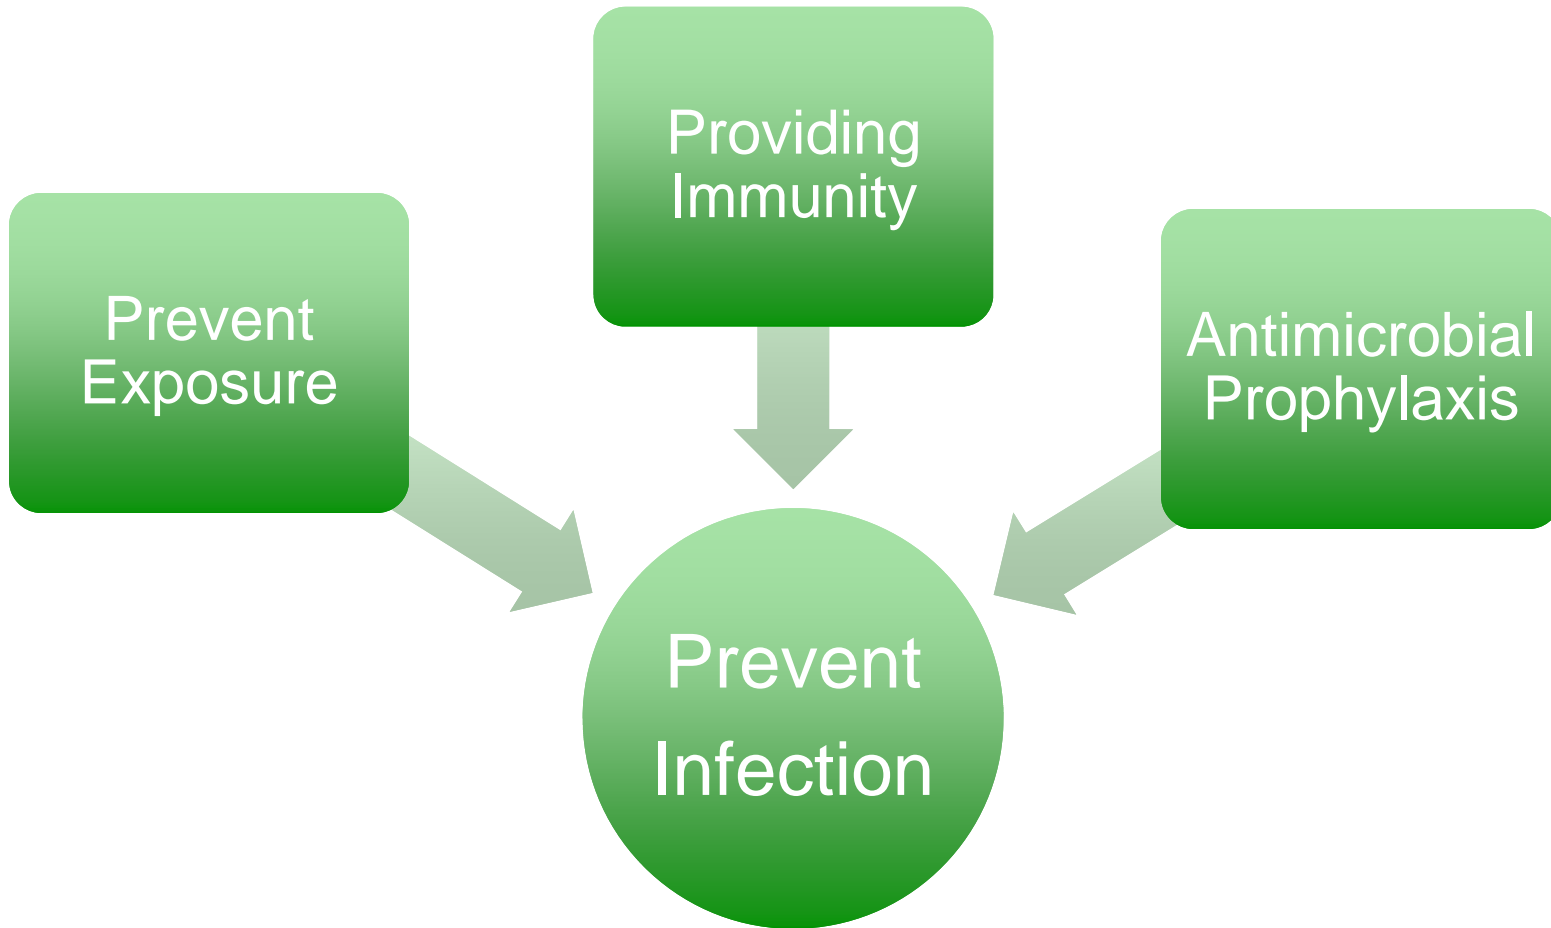 Providing
Immunity
Prevent
Exposure
Antimicrobial
Prophylaxis
Prevent
Infection